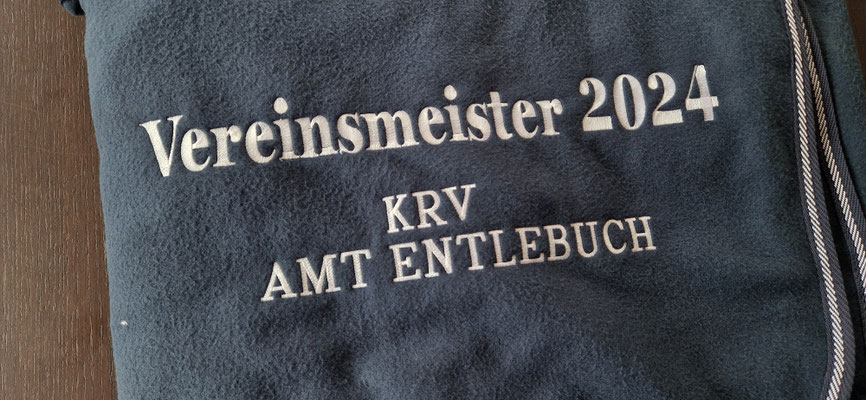 Vereinsmeister 2024
KRV
AMT ENTLEBUCH